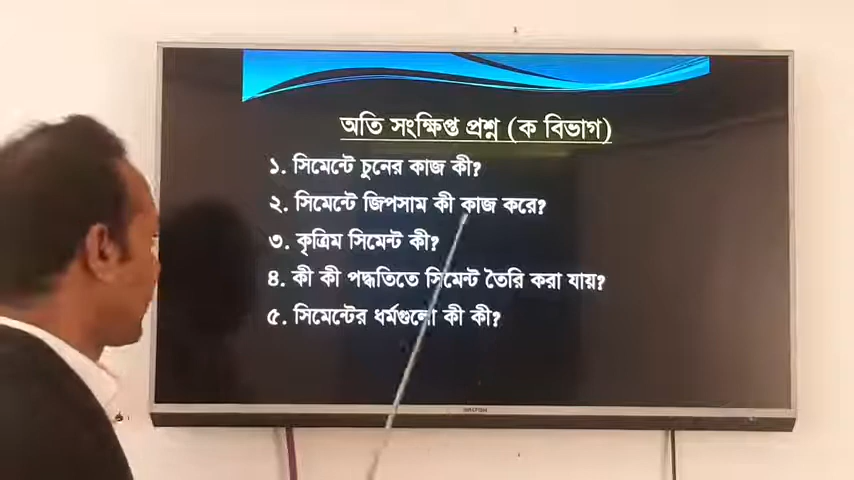 অতি সংক্ষিপ্ত প্রশ্ন (ক বিভাগ)
১. সিমেন্টে চুনের কাজ কী?
২. সিমেন্টে জিপসাম কী কাজ করে?
৩. কৃত্রিম সিমেন্ট কী?
৪. কী কী পদ্ধতিতে সিমেন্ট তৈরি করা যায়?
৫. সিমেন্টের ধর্মগুলো কী কী?